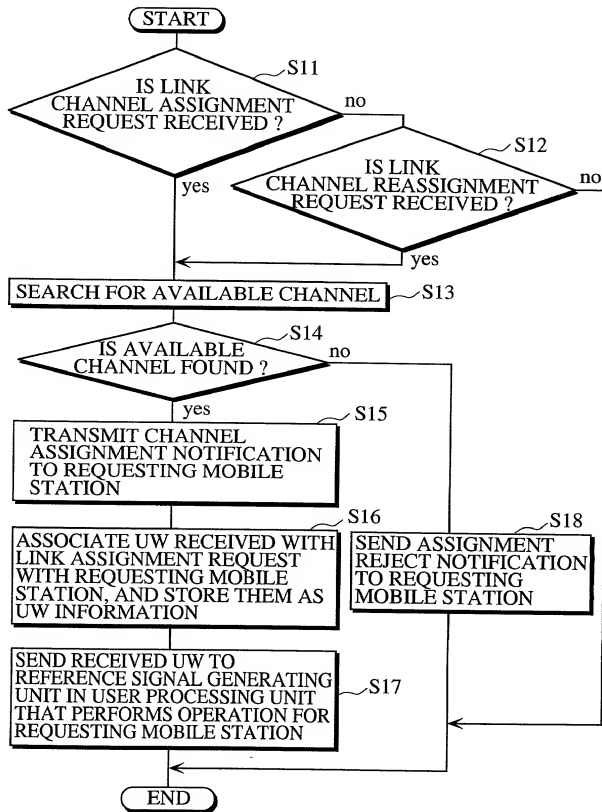 START
S11
IS LINK
CHANNEL ASSIGNMENT
REQUEST RECEIVED ?
no
yes
S12
IS LINK
CHANNEL REASSIGNMENT
REQUEST RECEIVED ?
no
yes
SEARCH FOR AVAILABLE CHANNEL
S13
S14
IS AVAILABLE
CHANNEL FOUND ?
no
yes
S15
TRANSMIT CHANNEL
ASSIGNMENT NOTIFICATION
TO REQUESTING MOBILE
STATION
S16
ASSOCIATE UW RECEIVED WITH
LINK ASSIGNMENT REQUEST
WITH REQUESTING MOBILE
STATION, AND STORE THEM AS
UW INFORMATION
S18
SEND ASSIGNMENT
REJECT NOTIFICATION
TO REQUESTING
MOBILE STATION
SEND RECEIVED UW TO
REFERENCE SIGNAL GENERATING
UNIT IN USER PROCESSING UNIT
THAT PERFORMS OPERATION FOR
REQUESTING MOBILE STATION
S17
END